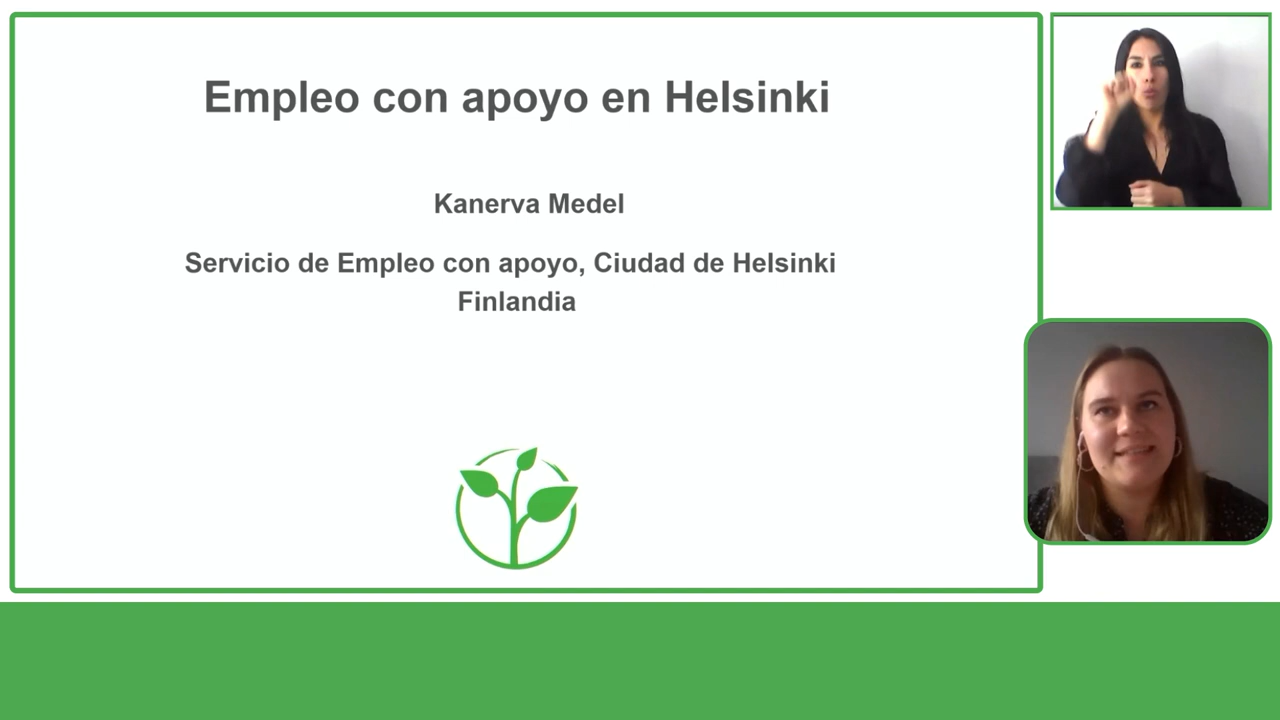 Empleo con apoyo en Helsinki
Kanerva Medel
Servicio de Empleo con apoyo, Ciudad de Helsinki
Finlandia